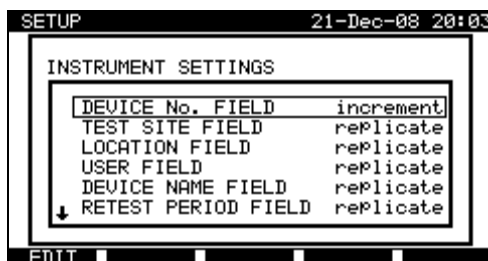 SETUP 21-Dec-08 20:03
INSTRUMENT SETTINGS
DEVICE No. FIELD increment
TEST SITE FIELD replicate
LOCATION FIELD replicate
USER FIELD replicate
DEVICE NAME FIELD replicate
RETEST PERIOD FIELD replicate
EDIT